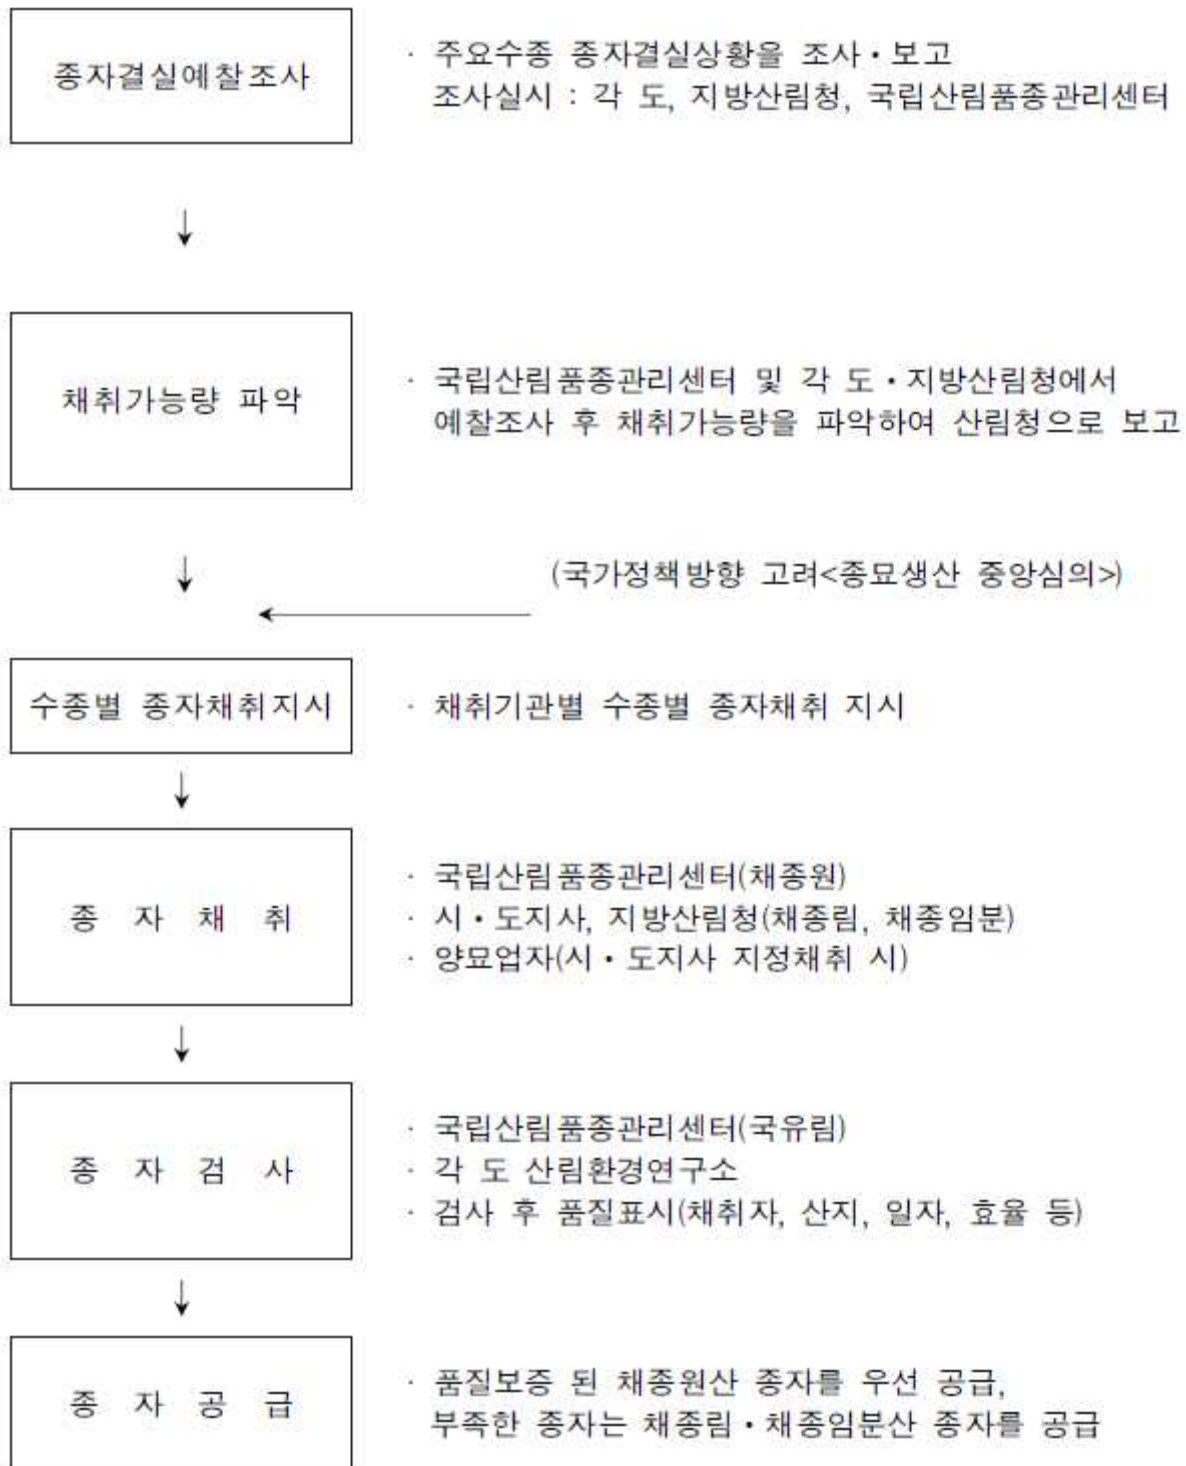 종자결실예찰조사
· 주요수종 종자결실상황을 조사・보고
조사실시 : 각 도, 지방산림청, 국립산림품종관리센터
↓
채취가능량 파악
· 국립산림품종관리센터 및 각 도・지방산림청에서
예찰조사 후 채취가능량을 파악하여 산림청으로 보고
↓
(국가정책방향 고려<종묘생산 중앙심의>)
←
수종별 종자채취지시
· 채취기관별 수종별 종자채취 지시
↓
종 자 채 취
· 국립산림품종관리센터(채종원)
· 시・도지사, 지방산림청(채종림, 채종임분)
· 양묘업자(시・도지사 지정채취 시)
↓
종 자 검 사
· 국립산림품종관리센터(국유림)
· 각 도 산림환경연구소
· 검사 후 품질표시(채취자, 산지, 일자, 효율 등)
↓
종 자 공 급
· 품질보증 된 채종원산 종자를 우선 공급,
부족한 종자는 채종림・채종임분산 종자를 공급